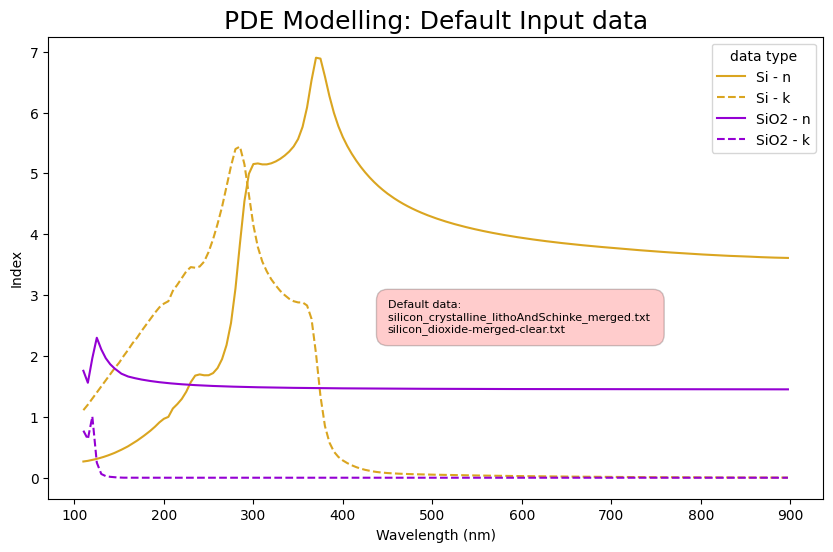 PDE Modelling: Default Input data
7
6
5
4
3
2
1
0
Index
data type
Si - n
Si - k
SiO2 - n
SiO2 - k
Default data:
silicon_crystalline_lithoAndSchinke_merged.txt
silicon_dioxide-merged-clear.txt
100 200 300 400 500 600 700 800 900
Wavelength (nm)